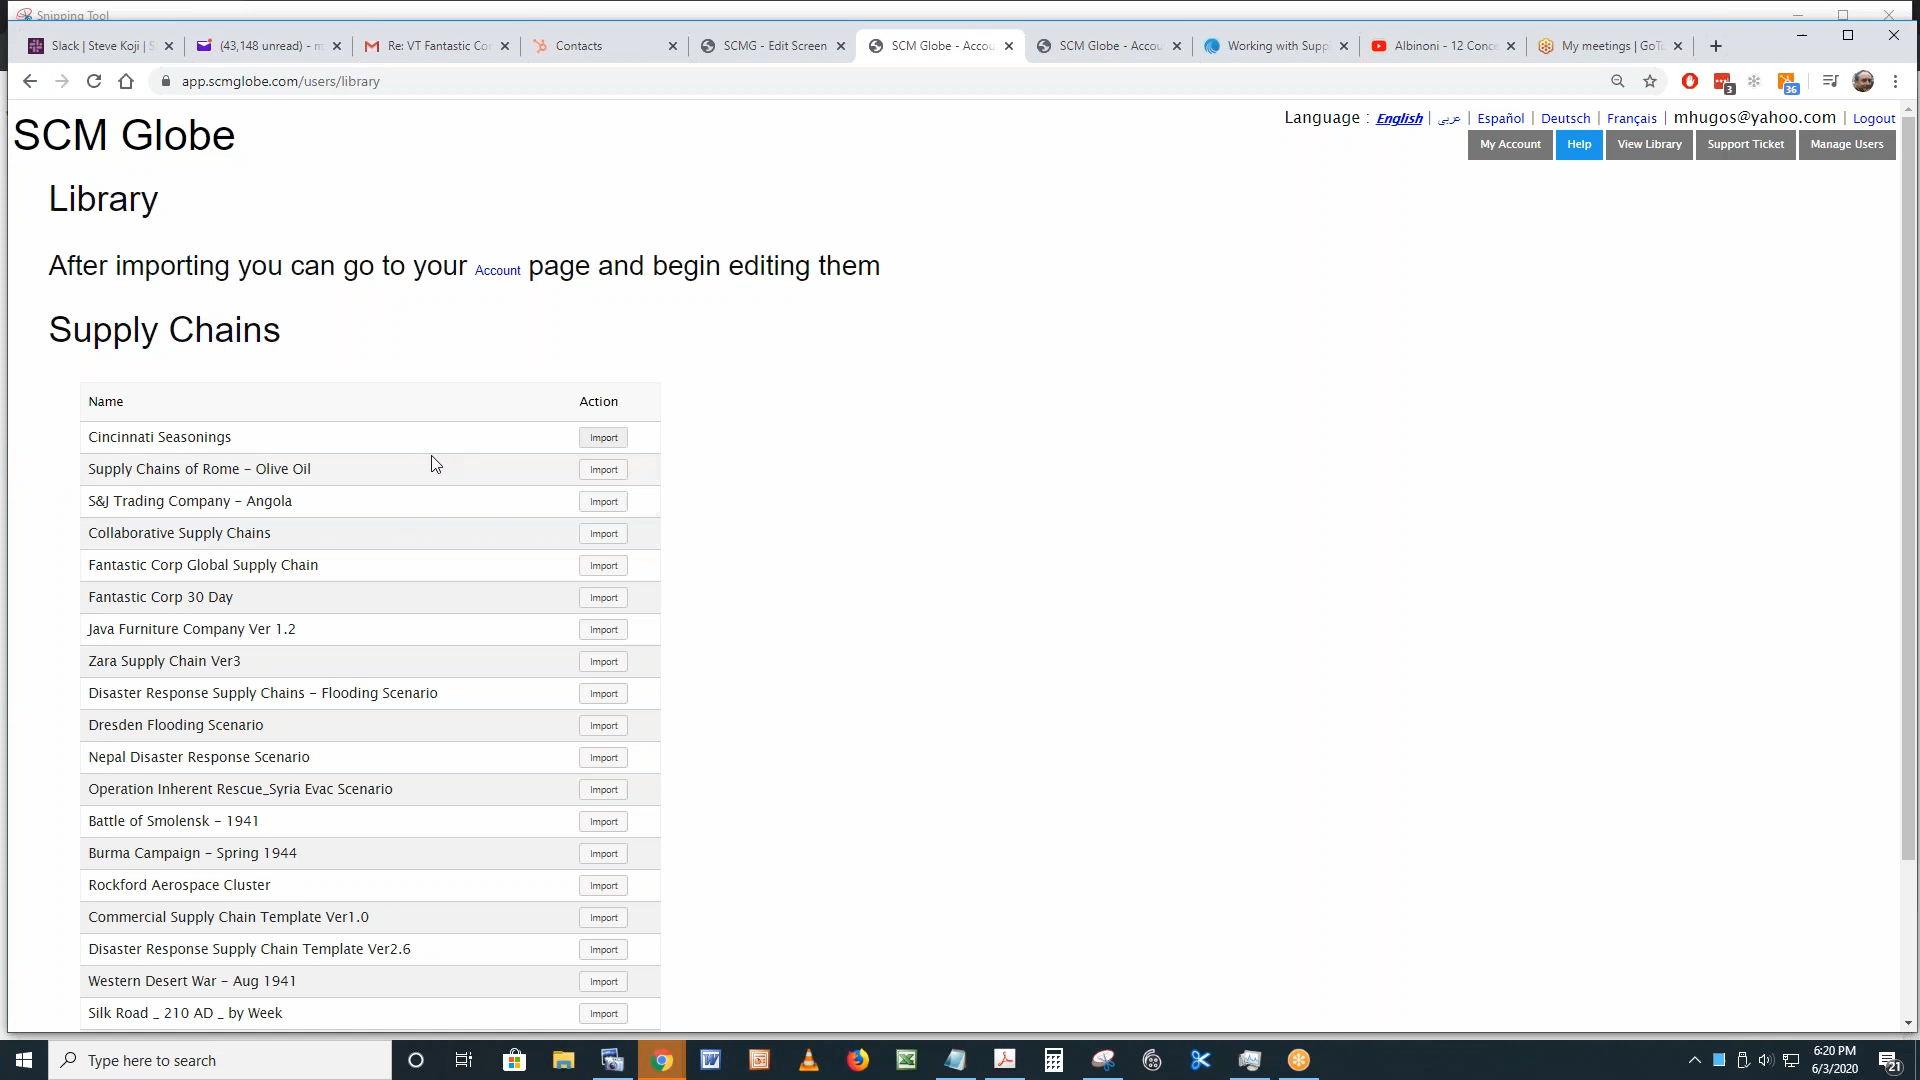 Snipping Tool
Slack | Steve Koji | S
(43,148 unread) - m
Re: VT Fantastic Cor
Contacts
SCMG - Edit Screen
SCM Globe - Accou
SCM Globe - Accou
Working with Suppl
Albinoni - 12 Conce
My meetings | GoTo
app.scmglobe.com/users/library
3
36
SCM Globe
Language : English | عربى | Español | Deutsch | Français | mhugos@yahoo.com | Logout
My Account
Help
View Library
Support Ticket
Manage Users
Library
After importing you can go to your Account page and begin editing them
Supply Chains
Name Action
Cincinnati Seasonings Import
Supply Chains of Rome - Olive Oil Import
S&J Trading Company - Angola Import
Collaborative Supply Chains Import
Fantastic Corp Global Supply Chain Import
Fantastic Corp 30 Day Import
Java Furniture Company Ver 1.2 Import
Zara Supply Chain Ver3 Import
Disaster Response Supply Chains - Flooding Scenario Import
Dresden Flooding Scenario Import
Nepal Disaster Response Scenario Import
Operation Inherent Rescue_Syria Evac Scenario Import
Battle of Smolensk - 1941 Import
Burma Campaign - Spring 1944 Import
Rockford Aerospace Cluster Import
Commercial Supply Chain Template Ver1.0 Import
Disaster Response Supply Chain Template Ver2.6 Import
Western Desert War - Aug 1941 Import
Silk Road _ 210 AD _ by Week Import
Type here to search
6:20 PM
6/3/2020
21